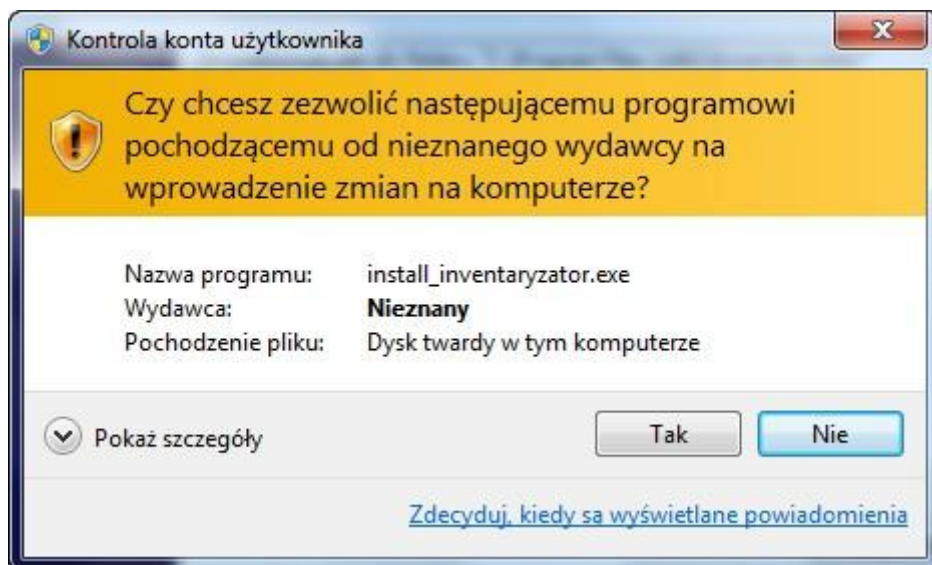 Kontrola konta użytkownika
Czy chcesz zezwolić następującemu programowi
pochodzącemu od nieznanego wydawcy na
wprowadzenie zmian na komputerze?
Nazwa programu: install_inventaryzator.exe
Wydawca: Nieznany
Pochodzenie pliku: Dysk twardy w tym komputerze
Pokaż szczegóły Tak Nie
Zdecyduj, kiedy są wyświetlane powiadomienia